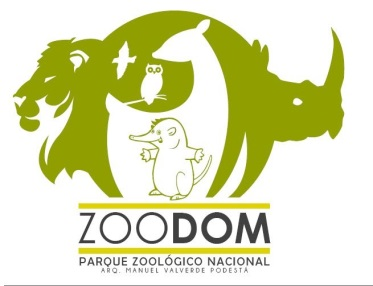 ZOODOM
PARQUE ZOOLÓGICO NACIONAL
ARQ. MANUEL VALVERDE PODESTÁ